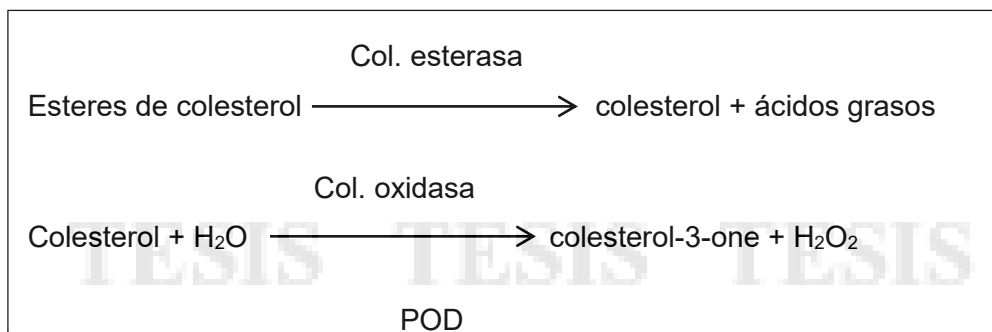 Col. esterasa
Esteres de colesterol colesterol + ácidos grasos
Col. oxidasa
Colesterol + H₂O colesterol-3-one + H₂O₂
TESIS TESIS TESIS
POD